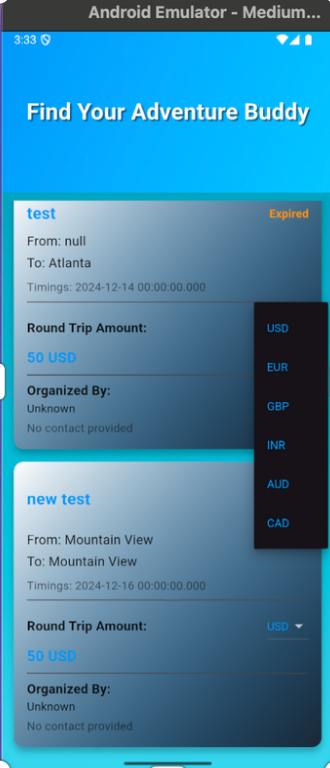 Android Emulator - Medium...
3:33
Find Your Adventure Buddy
test
Expired
From: null
To: Atlanta
Timings: 2024-12-14 00:00:00.000
Round Trip Amount:
50 USD
Organized By:
Unknown
No contact provided
USD
EUR
GBP
INR
AUD
CAD
new test
From: Mountain View
To: Mountain View
Timings: 2024-12-16 00:00:00.000
Round Trip Amount:
USD
50 USD
Organized By:
Unknown
No contact provided